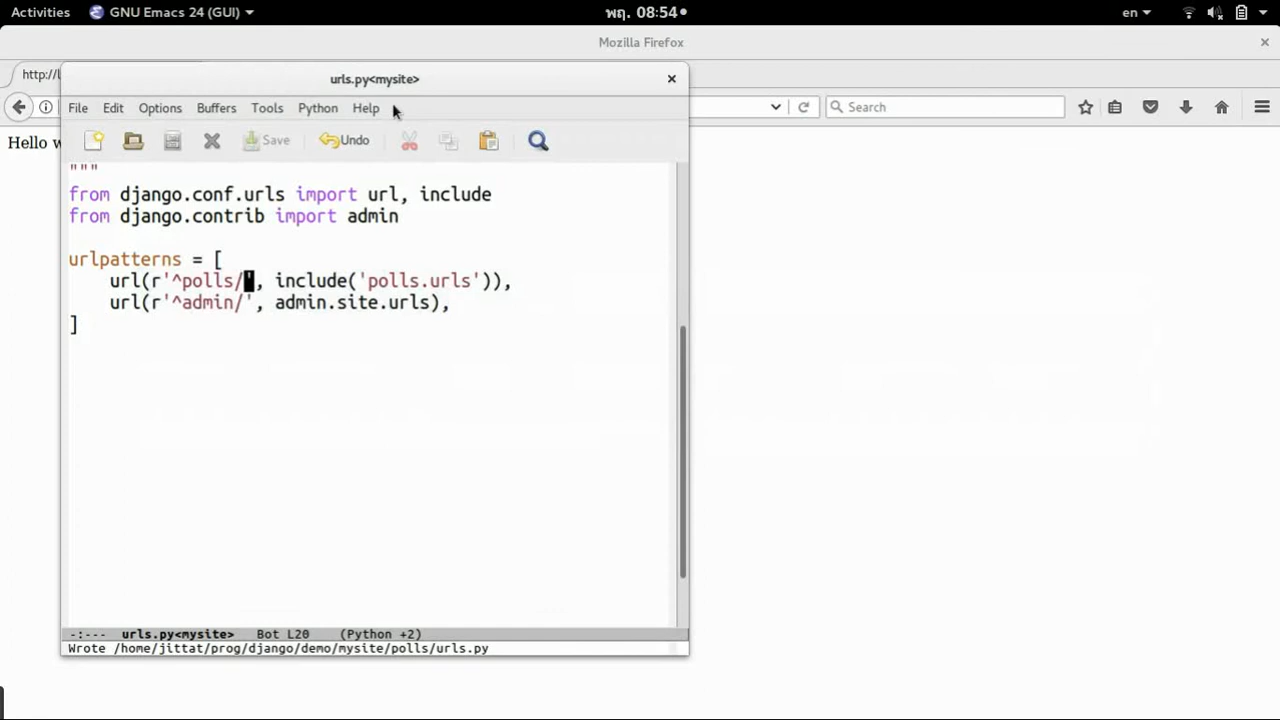 Activities GNU Emacs 24 (GUI) พฤ. 08:54 en
Mozilla Firefox
http://l
urls.py<mysite>
File Edit Options Buffers Tools Python Help
Search
Hello w
Save Undo
"""
from django.conf.urls import url, include
from django.contrib import admin
urlpatterns = [
url(r'^polls/', include('polls.urls')),
url(r'^admin/', admin.site.urls),
]
-:--- urls.py<mysite> Bot L20 (Python +2)
Wrote /home/jittat/prog/django/demo/mysite/polls/urls.py